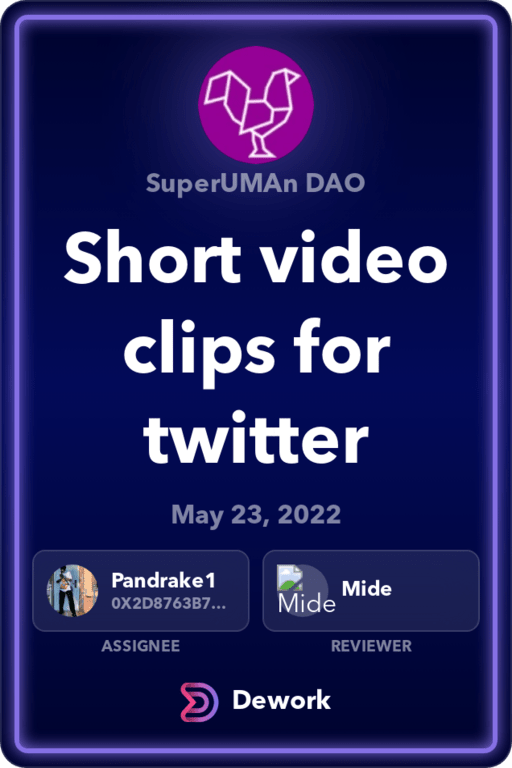 SuperUMAn DAO
Short video
clips for
twitter
May 23, 2022
Pandrake1
0X2D8763B7...
Mide
Mide
ASSIGNEE
REVIEWER
Dework